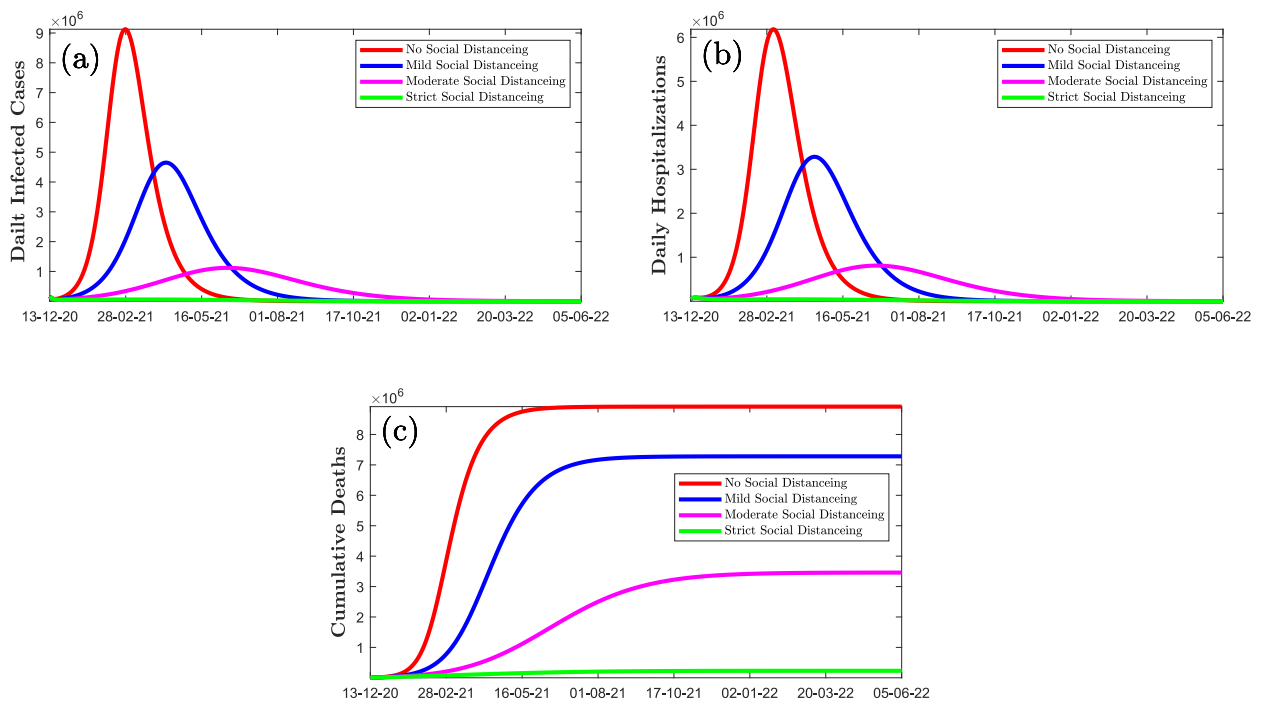 ×10⁶
(a)
Dailt Infected Cases
9
8
7
6
5
4
3
2
1
No Social Distanceing
Mild Social Distanceing
Moderate Social Distanceing
Strict Social Distanceing
13-12-20 28-02-21 16-05-21 01-08-21 17-10-21 02-01-22 20-03-22 05-06-22
×10⁶
(b)
Daily Hospitalizations
6
5
4
3
2
1
No Social Distanceing
Mild Social Distanceing
Moderate Social Distanceing
Strict Social Distanceing
13-12-20 28-02-21 16-05-21 01-08-21 17-10-21 02-01-22 20-03-22 05-06-22
×10⁶
(c)
Cumulative Deaths
8
7
6
5
4
3
2
1
No Social Distanceing
Mild Social Distanceing
Moderate Social Distanceing
Strict Social Distanceing
13-12-20 28-02-21 16-05-21 01-08-21 17-10-21 02-01-22 20-03-22 05-06-22